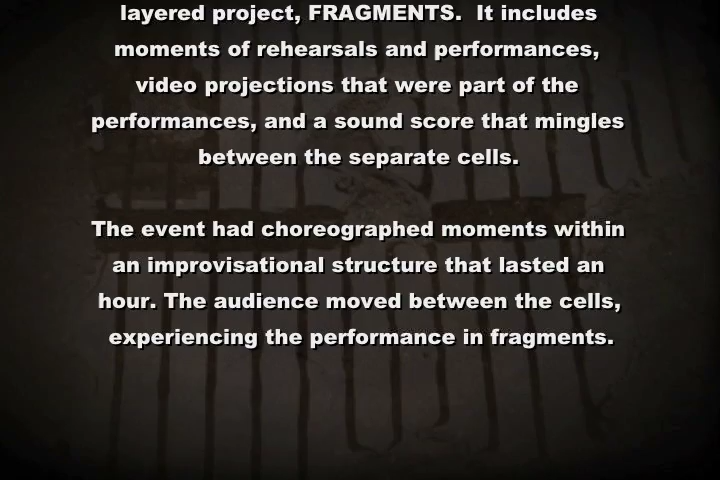 layered project, FRAGMENTS.  It includes
moments of rehearsals and performances,
video projections that were part of the
performances, and a sound score that mingles
between the separate cells.
The event had choreographed moments within
an improvisational structure that lasted an
hour. The audience moved between the cells,
experiencing the performance in fragments.